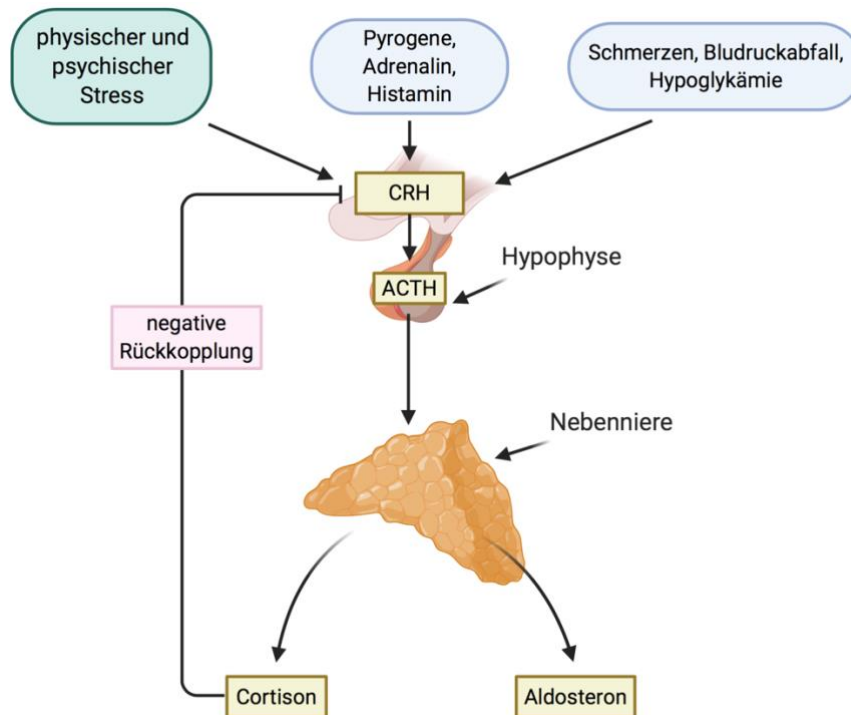 physischer und
psychischer
Stress
Pyrogene,
Adrenalin,
Histamin
Schmerzen, Bludruckabfall,
Hypoglykämie
CRH
Hypophyse
ACTH
negative
Rückkopplung
Nebenniere
Cortison
Aldosteron